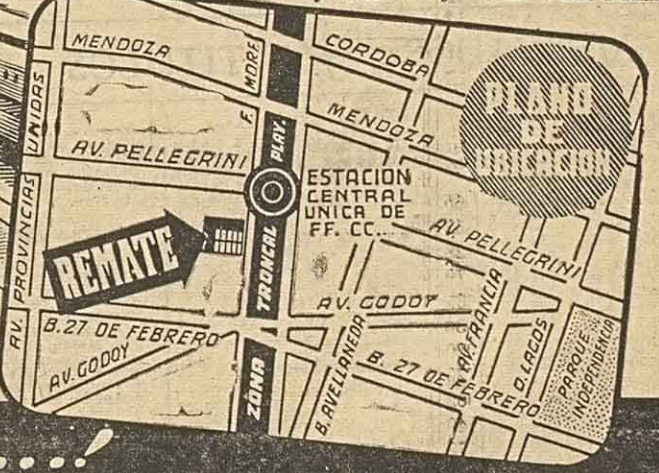 PLANO
DE
UBICACION
MENDOZA
CORDOBA
F. MORE.
MENDOZA
AV. PROVINCIAS UNIDAS
AV. PELLEGRINI
ESTACION
CENTRAL
UNICA DE
FF. CC.
AV. PELLEGRINI
REMATE
ZONA TRONCAL PLAY.
AV. GODOY
B. 27 DE FEBRERO
AV. GODOY
B. AVELLANEDA
AV. FRANCIA
O. LAGOS
B. 27 DE FEBRERO
PARQUE
INDEPENDENCIA
....!